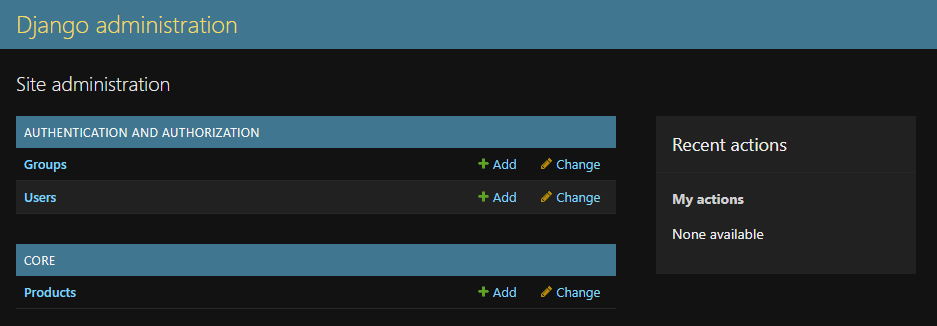 Django administration
Site administration
AUTHENTICATION AND AUTHORIZATION
Groups Add Change
Users Add Change
CORE
Products Add Change
Recent actions
My actions
None available